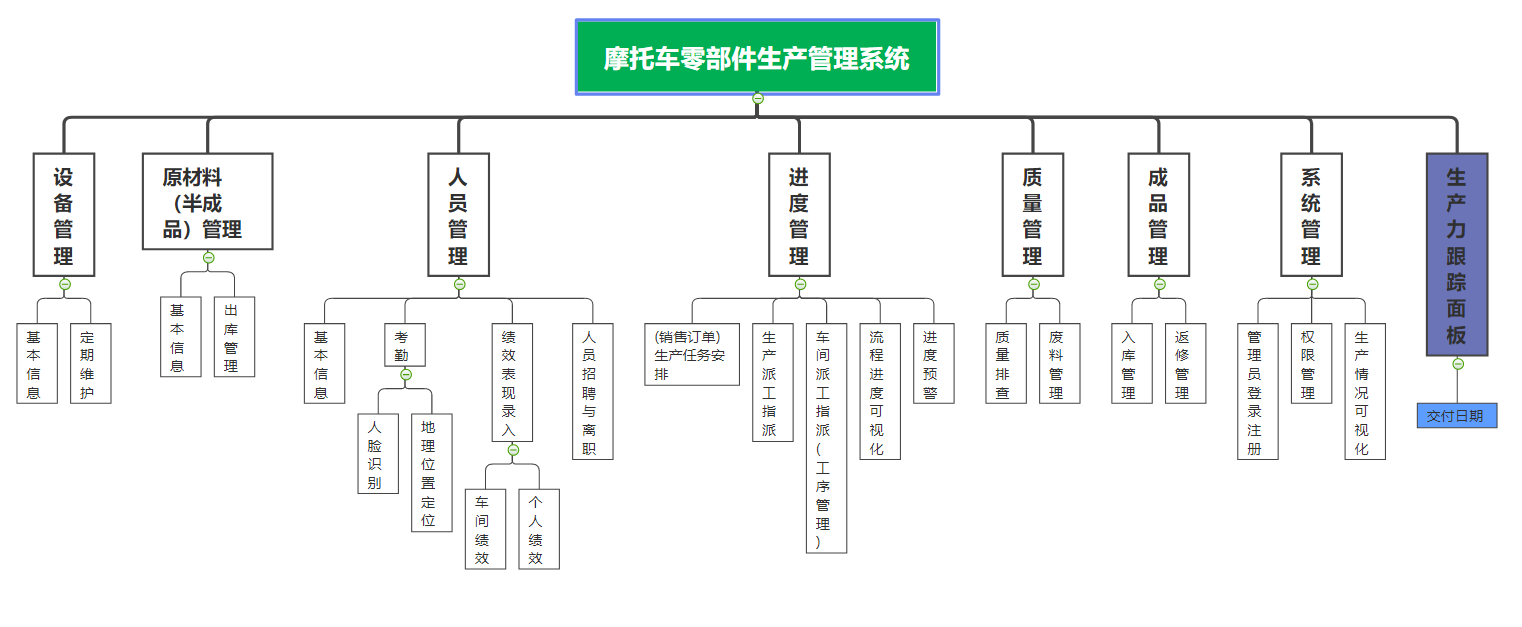 摩托车零部件生产管理系统
设备管理
原材料
（半成
品）管理
人员管理
进度管理
质量管理
成品管理
系统管理
生产力跟踪面板
基本信息
定期维护
基本信息
出库管理
基本信息
考勤
绩效表现录入
人员招聘与离职
(销售订单)
生产任务安
排
生产派工指派
车间派工指派(工序管理)
流程进度可视化
进度预警
质量排查
废料管理
入库管理
返修管理
管理员登录注册
权限管理
生产情况可视化
交付日期
人脸识别
地理位置定位
车间绩效
个人绩效